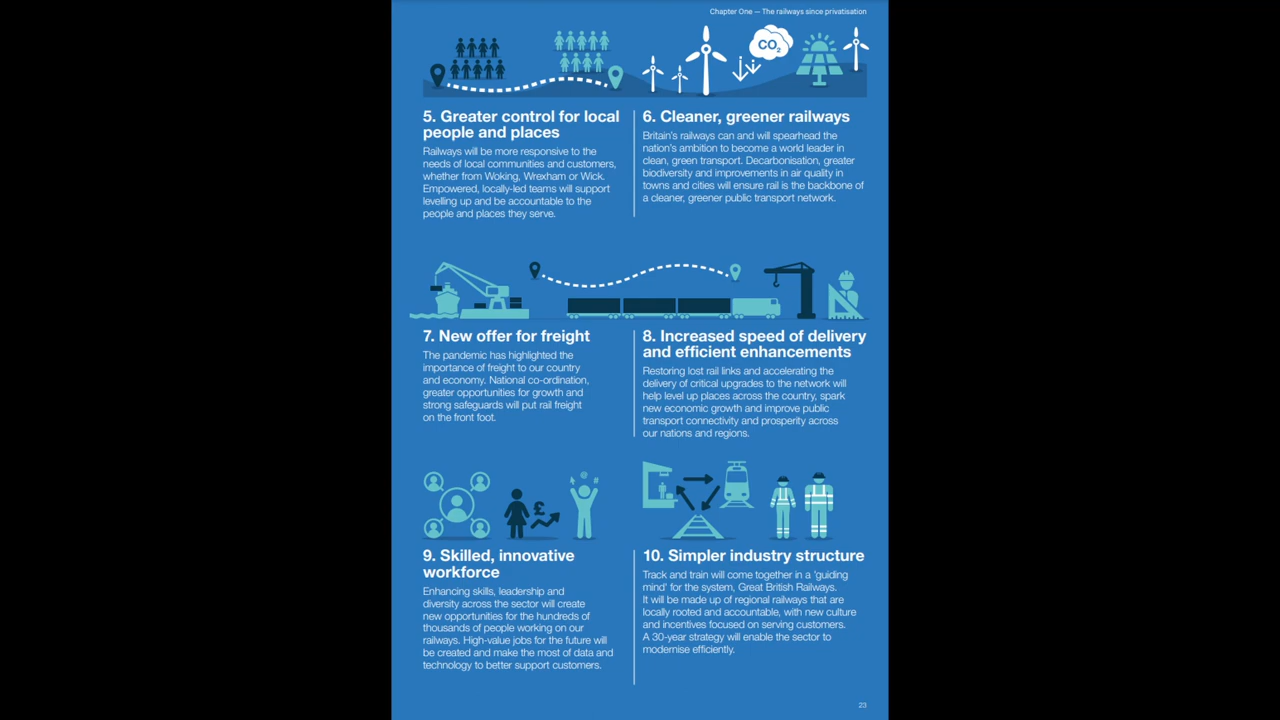 Chapter One — The railways since privatisation
CO2
5. Greater control for local
people and places
Railways will be more responsive to the
needs of local communities and customers,
whether from Woking, Wrexham or Wick.
Empowered, locally-led teams will support
levelling up and be accountable to the
people and places they serve.
6. Cleaner, greener railways
Britain's railways can and will spearhead the
nation's ambition to become a world leader in
clean, green transport. Decarbonisation, greater
biodiversity and improvements in air quality in
towns and cities will ensure rail is the backbone of
a cleaner, greener public transport network.
7. New offer for freight
The pandemic has highlighted the
importance of freight to our country
and economy. National co-ordination,
greater opportunities for growth and
strong safeguards will put rail freight
on the front foot.
8. Increased speed of delivery
and efficient enhancements
Restoring lost rail links and accelerating the
delivery of critical upgrades to the network will
help level up places across the country, spark
new economic growth and improve public
transport connectivity and prosperity across
our nations and regions.
£
@
#
9. Skilled, innovative
workforce
Enhancing skills, leadership and
diversity across the sector will create
new opportunities for the hundreds of
thousands of people working on our
railways. High-value jobs for the future will
be created and make the most of data and
technology to better support customers.
10. Simpler industry structure
Track and train will come together in a 'guiding
mind' for the system, Great British Railways.
It will be made up of regional railways that are
locally rooted and accountable, with new culture
and incentives focused on serving customers.
A 30-year strategy will enable the sector to
modernise efficiently.
23